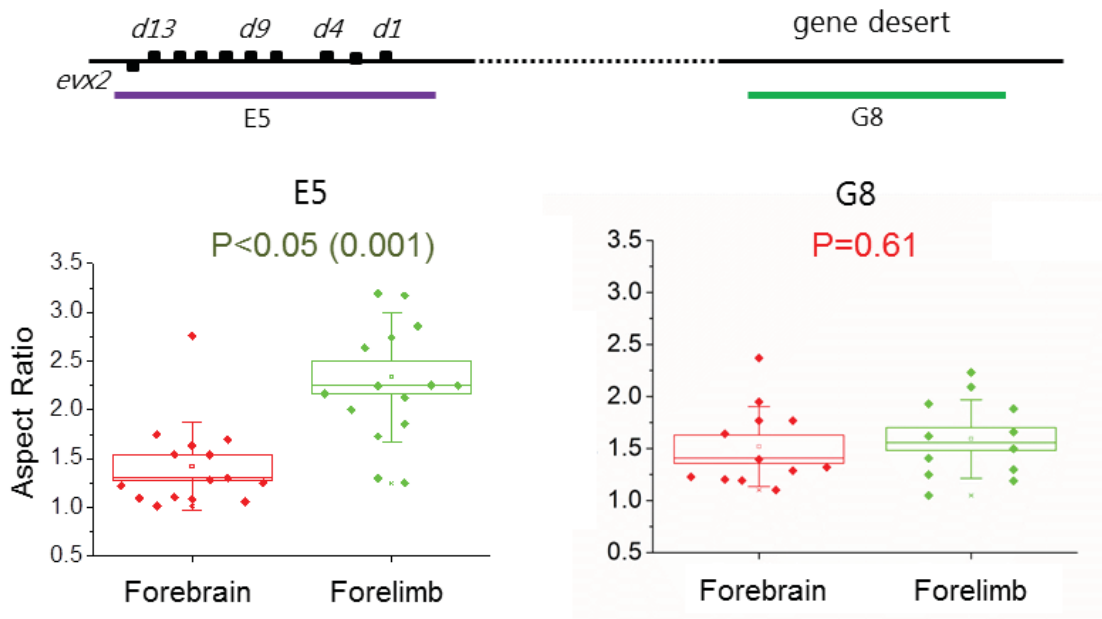 d13 d9 d4 d1 gene desert
evx2
E5 G8
E5
P<0.05 (0.001)
Aspect Ratio
3.5
3.0
2.5
2.0
1.5
1.0
0.5
Forebrain Forelimb
G8
P=0.61
3.5
3.0
2.5
2.0
1.5
1.0
0.5
Forebrain Forelimb